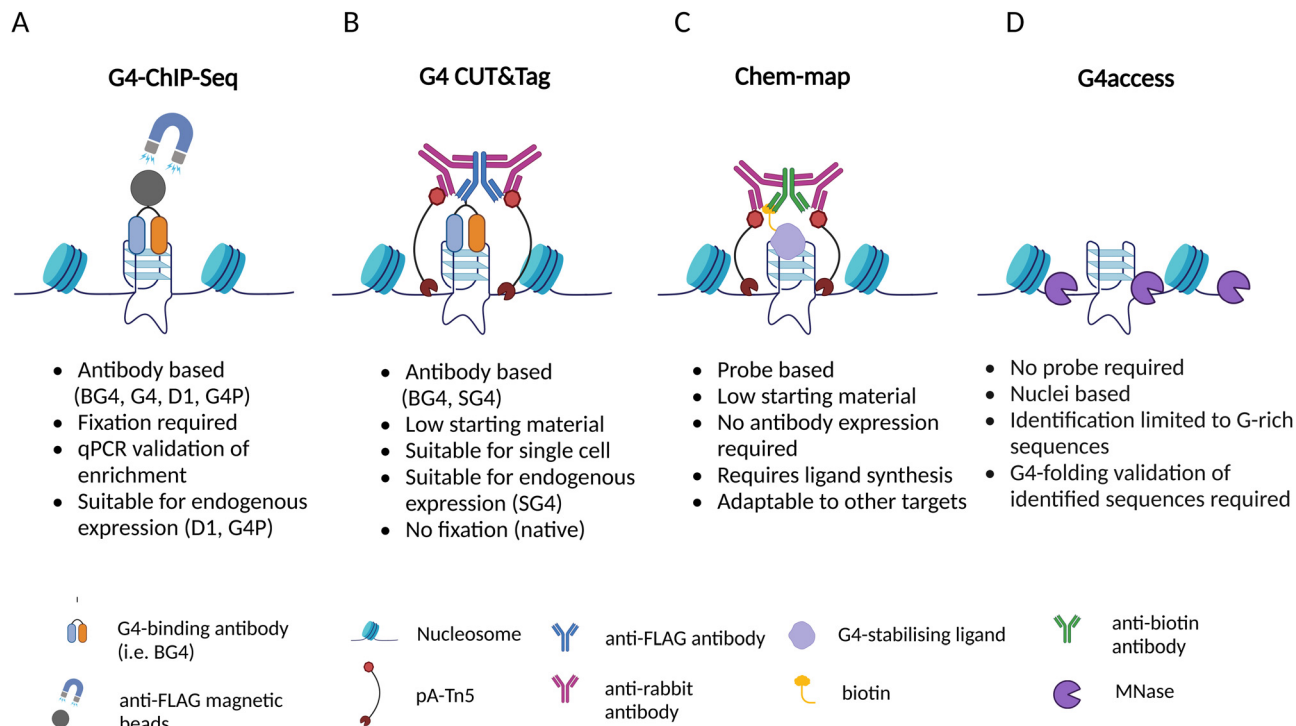 A
B
C
D
G4-ChIP-Seq
G4 CUT&Tag
Chem-map
G4access
• Antibody based
(BG4, G4, D1, G4P)
• Fixation required
• qPCR validation of
enrichment
• Suitable for endogenous
expression (D1, G4P)
• Antibody based
(BG4, SG4)
• Low starting material
• Suitable for single cell
• Suitable for endogenous
expression (SG4)
• No fixation (native)
• Probe based
• Low starting material
• No antibody expression
required
• Requires ligand synthesis
• Adaptable to other targets
• No probe required
• Nuclei based
• Identification limited to G-rich
sequences
• G4-folding validation of
identified sequences required
G4-binding antibody
(i.e. BG4)
anti-FLAG magnetic
beads
Nucleosome
pA-Tn5
anti-FLAG antibody
anti-rabbit
antibody
G4-stabilising ligand
biotin
anti-biotin
antibody
MNase